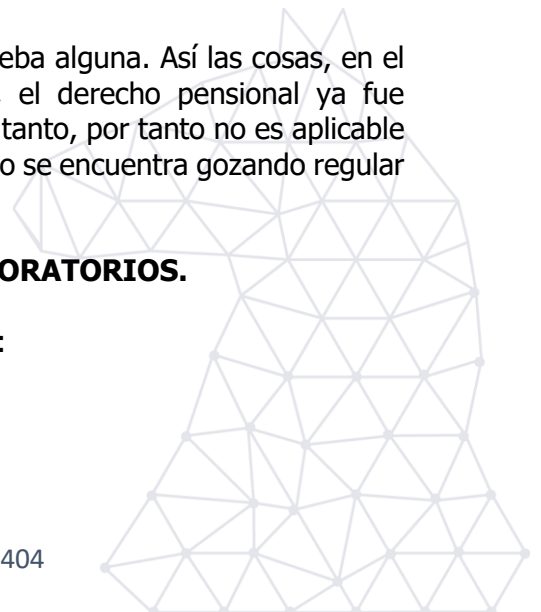 eba alguna. Así las cosas, en el
el derecho pensional ya fue
tanto, por tanto no es aplicable
o se encuentra gozando regular
ORATORIOS.
:
404